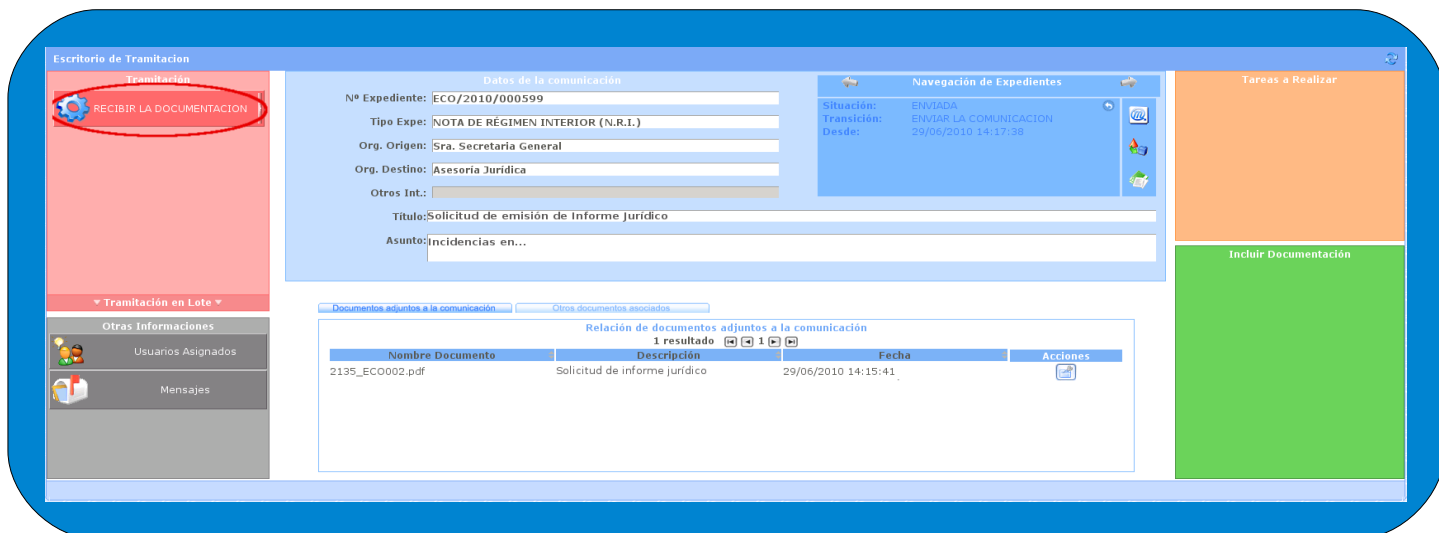 Escritorio de Tramitacion
Tramitación
RECIBIR LA DOCUMENTACION
Tramitación en Lote
Otras Informaciones
Usuarios Asignados
Mensajes
Datos de la comunicación
Nº Expediente: ECO/2010/000599
Tipo Expe: NOTA DE RÉGIMEN INTERIOR (N.R.I.)
Org. Origen: Sra. Secretaria General
Org. Destino: Asesoría Jurídica
Otros Int.:
Título: Solicitud de emisión de Informe Jurídico
Asunto: Incidencias en...
Navegación de Expedientes
Situación: ENVIADA
Transición: ENVIAR LA COMUNICACION
Desde: 29/06/2010 14:17:38
Documentos adjuntos a la comunicación Otros documentos asociados
Relación de documentos adjuntos a la comunicación
1 resultado 1
Nombre Documento Descripción Fecha Acciones
2135_ECO002.pdf Solicitud de informe jurídico 29/06/2010 14:15:41
Tareas a Realizar
Incluir Documentación